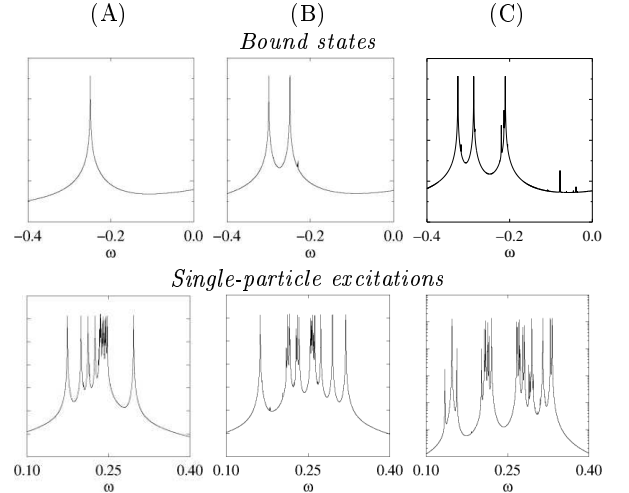 (A) (B) (C)
Bound states
−0.4 −0.2 0.0 −0.4 −0.2 0.0 −0.4 −0.2 0.0
ω ω ω
Single-particle excitations
0.10 0.25 0.40 0.10 0.25 0.40 0.10 0.25 0.40
ω ω ω